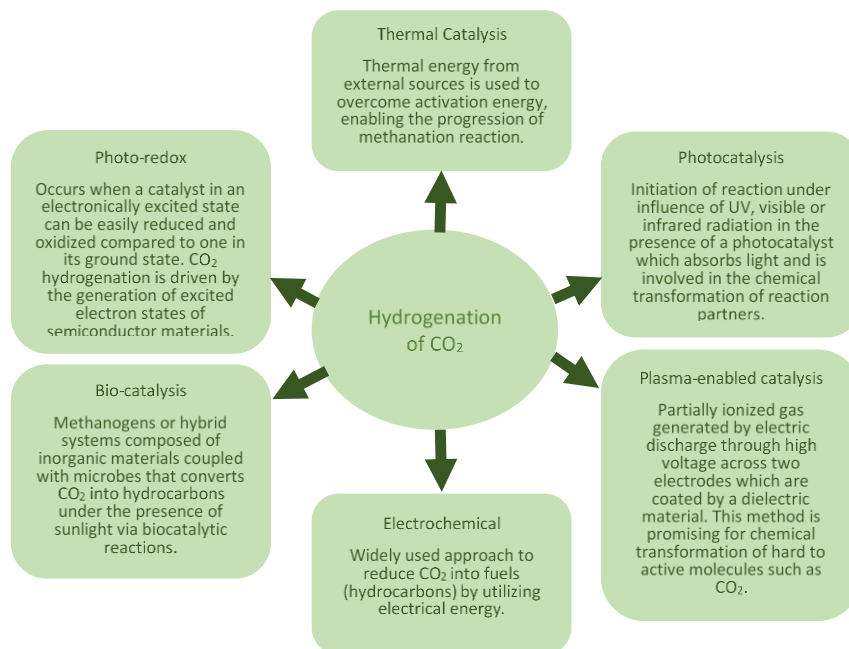 Thermal Catalysis
Thermal energy from
external sources is used to
overcome activation energy,
enabling the progression of
methanation reaction.
Photo-redox
Occurs when a catalyst in an
electronically excited state
can be easily reduced and
oxidized compared to one in
its ground state. CO₂
hydrogenation is driven by
the generation of excited
electron states of
semiconductor materials.
Photocatalysis
Initiation of reaction under
influence of UV, visible or
infrared radiation in the
presence of a photocatalyst
which absorbs light and is
involved in the chemical
transformation of reaction
partners.
Hydrogenation
of CO₂
Bio-catalysis
Methanogens or hybrid
systems composed of
inorganic materials coupled
with microbes that converts
CO₂ into hydrocarbons
under the presence of
sunlight via biocatalytic
reactions.
Plasma-enabled catalysis
Partially ionized gas
generated by electric
discharge through high
voltage across two
electrodes which are
coated by a dielectric
material. This method is
promising for chemical
transformation of hard to
active molecules such as
CO₂.
Electrochemical
Widely used approach to
reduce CO₂ into fuels
(hydrocarbons) by utilizing
electrical energy.